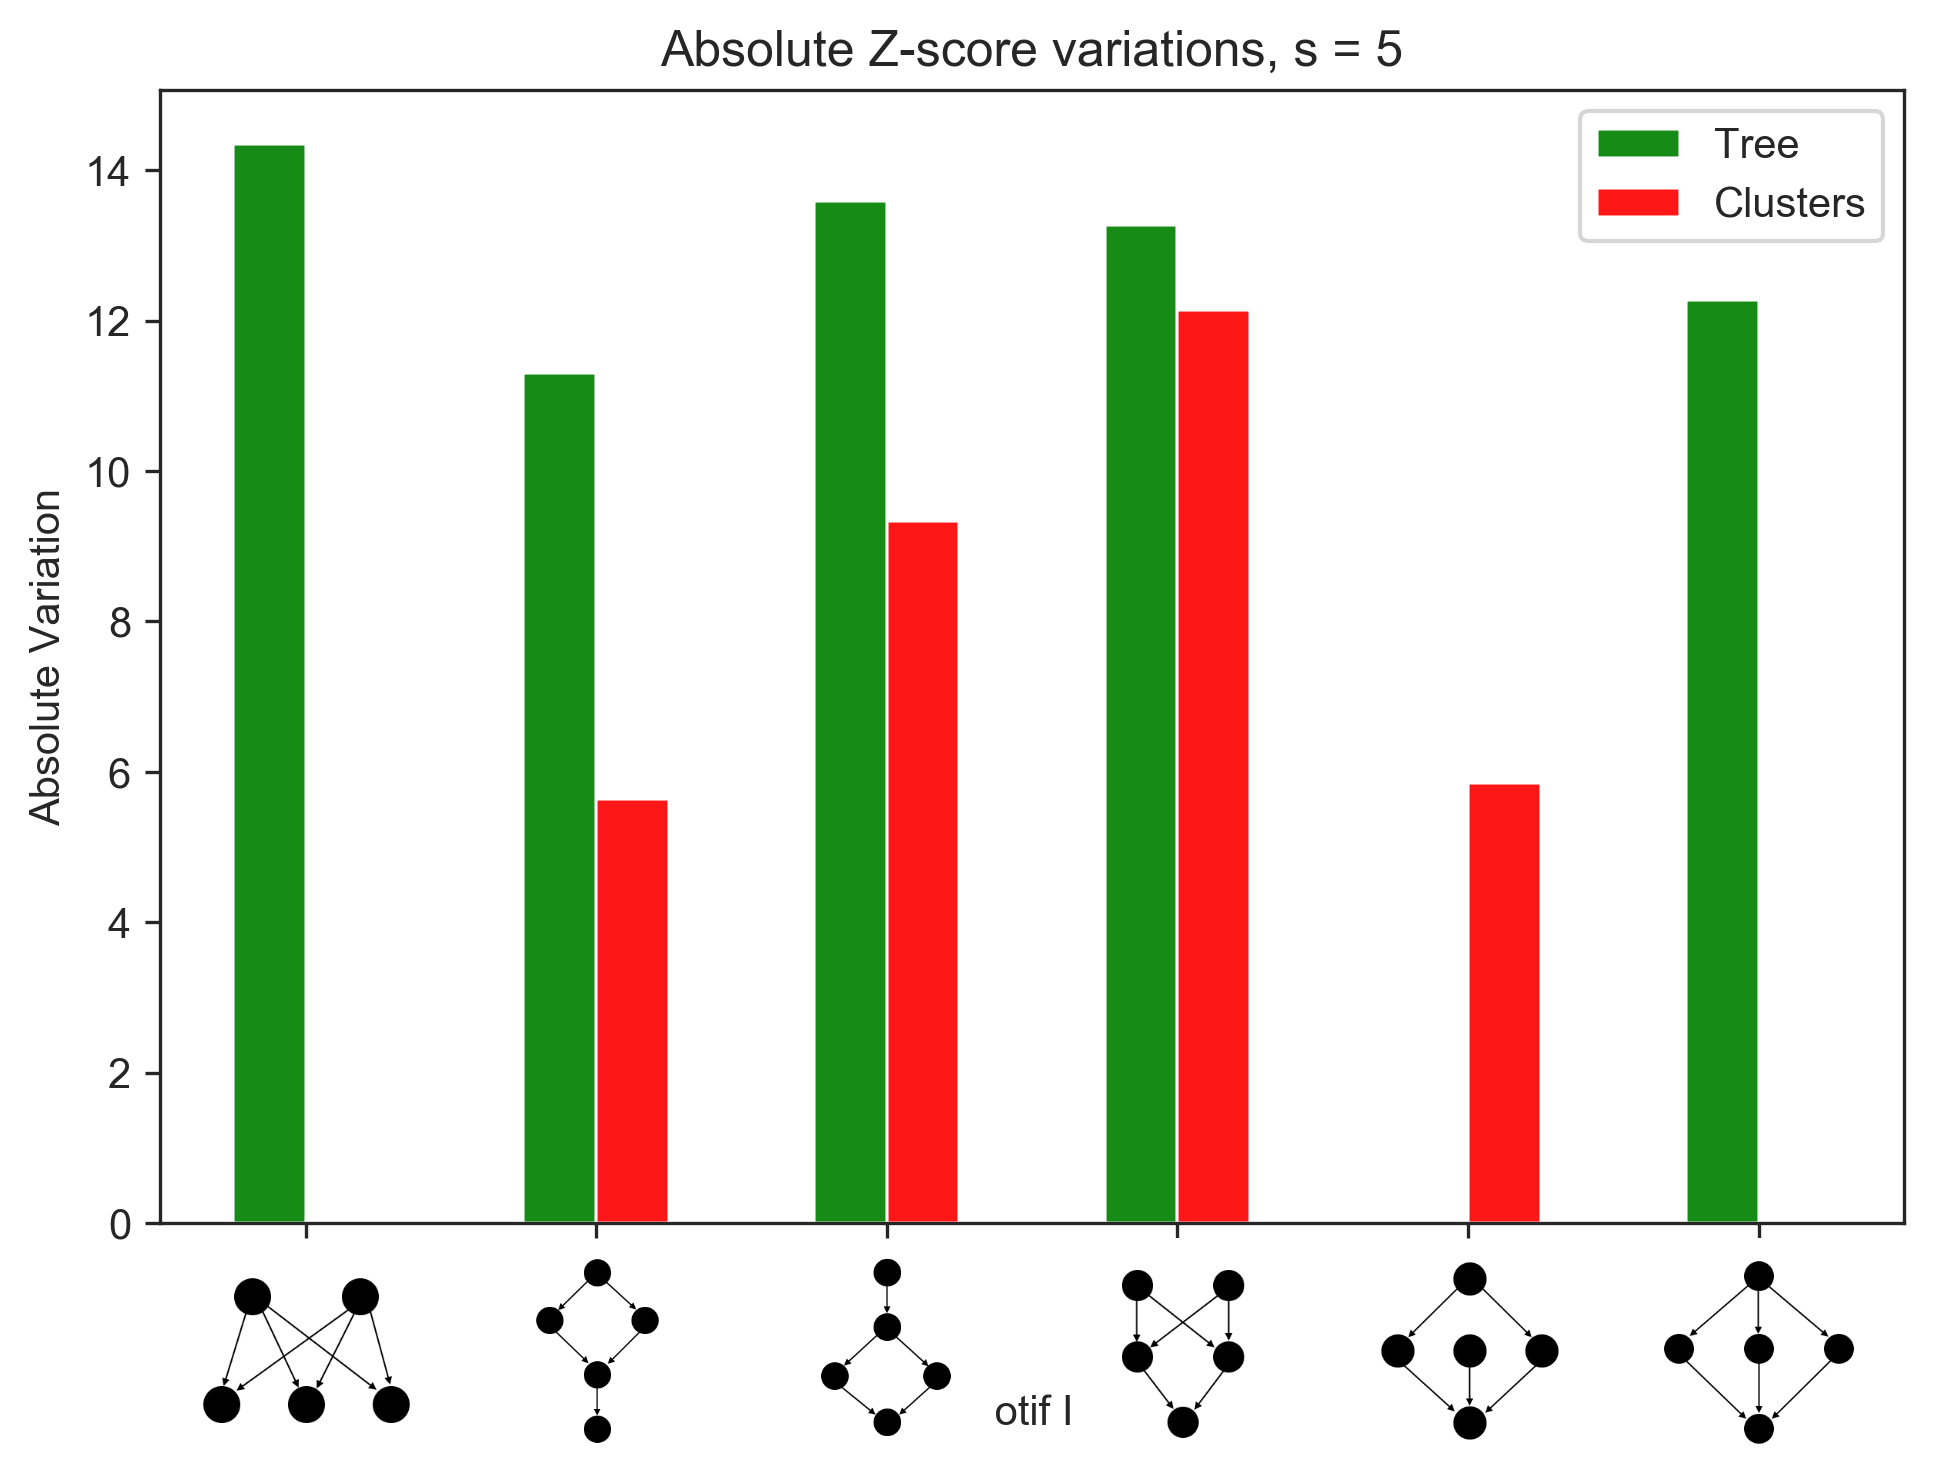 Absolute Z-score variations, s = 5
Tree
Clusters
Absolute Variation
14
12
10
8
6
4
2
0
otif I